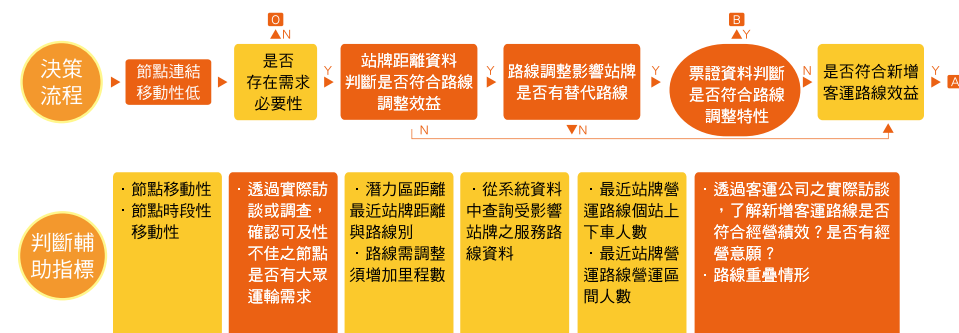 決策
流程
節點連結
移動性低
O
N
是否
存在需求
必要性
Y
站牌距離資料
判斷是否符合路線
調整效益
Y
N
路線調整影響站牌
是否有替代路線
Y
N
B
Y
票證資料判斷
是否符合路線
調整特性
N
是否符合新增
客運路線效益
Y
A
判斷輔
助指標
·節點移動性
·節點時段性
移動性
·透過實際訪
談或調查，
確認可及性
不佳之節點
是否有大眾
運輸需求
·潛力區距離
最近站牌距離
與路線別
·路線需調整
須增加里程數
·從系統資料
中查詢受影響
站牌之服務路
線資料
·最近站牌營
運路線個站上
下車人數
·最近站牌營
運路線營運區
間人數
·透過客運公司之實際訪談
，了解新增客運路線是否
符合經營績效？是否有經
營意願？
·路線重疊情形